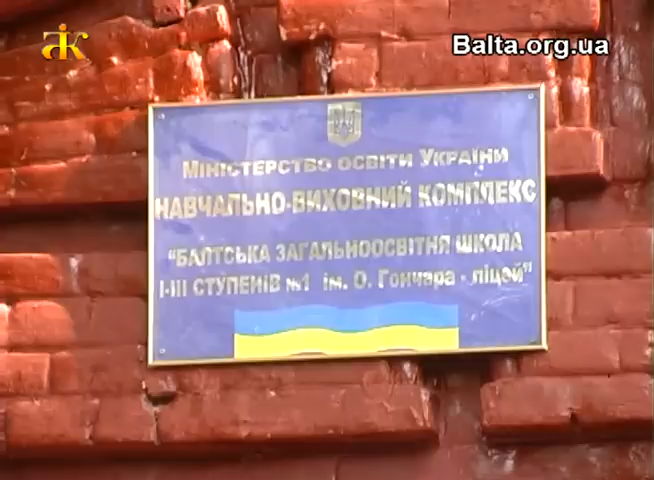 Balta.org.ua
Міністерство освіти України
НАВЧАЛЬНО-ВИХОВНИЙ КОМПЛЕКС
"БАЛТСЬКА ЗАГАЛЬНООСВІТНЯ ШКОЛА
І-ІІІ СТУПЕНІВ №1 ім. О. Гончара - ліцей"